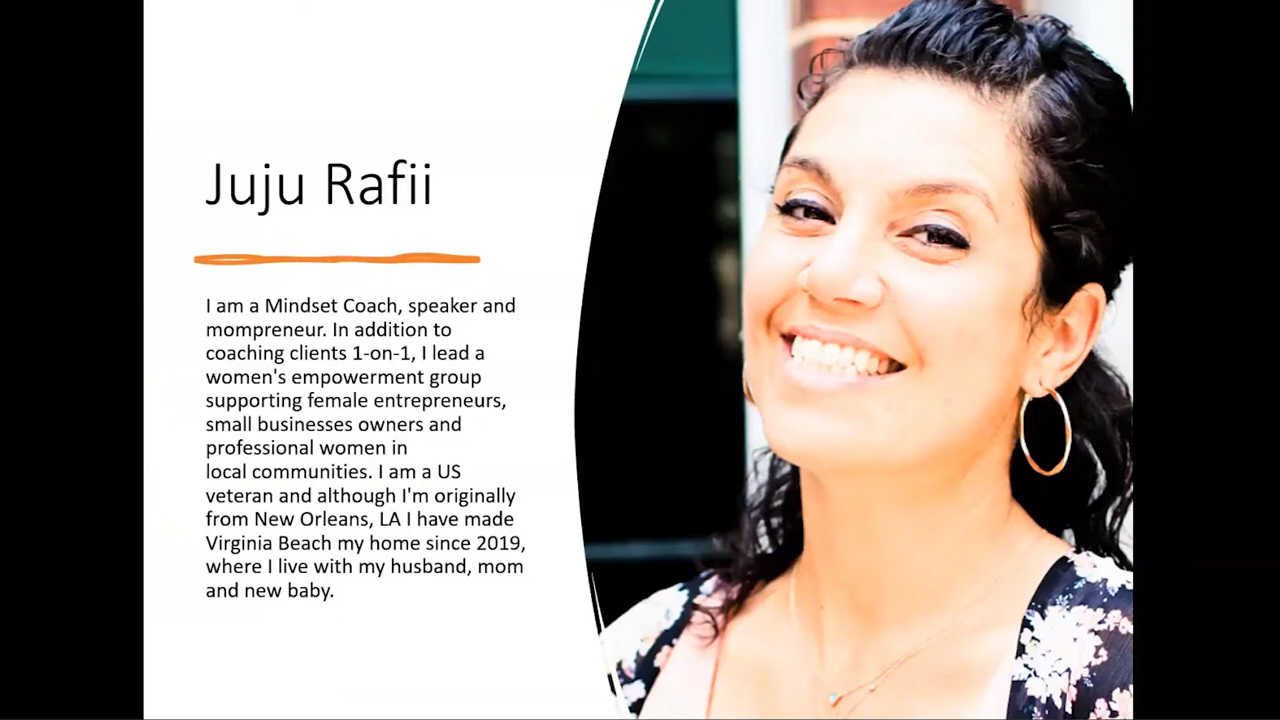 Juju Rafii
I am a Mindset Coach, speaker and
mompreneur. In addition to
coaching clients 1-on-1, I lead a
women's empowerment group
supporting female entrepreneurs,
small businesses owners and
professional women in
local communities. I am a US
veteran and although I'm originally
from New Orleans, LA I have made
Virginia Beach my home since 2019,
where I live with my husband, mom
and new baby.